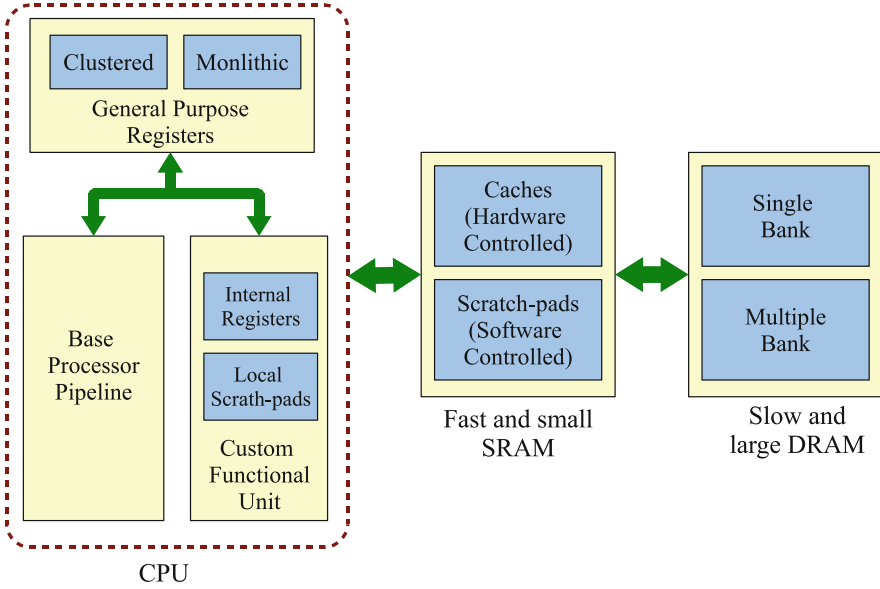 Clustered
Monlithic
General Purpose
Registers
Base
Processor
Pipeline
Internal
Registers
Local
Scrath-pads
Custom
Functional
Unit
CPU
Caches
(Hardware
Controlled)
Scratch-pads
(Software
Controlled)
Fast and small
SRAM
Single
Bank
Multiple
Bank
Slow and
large DRAM